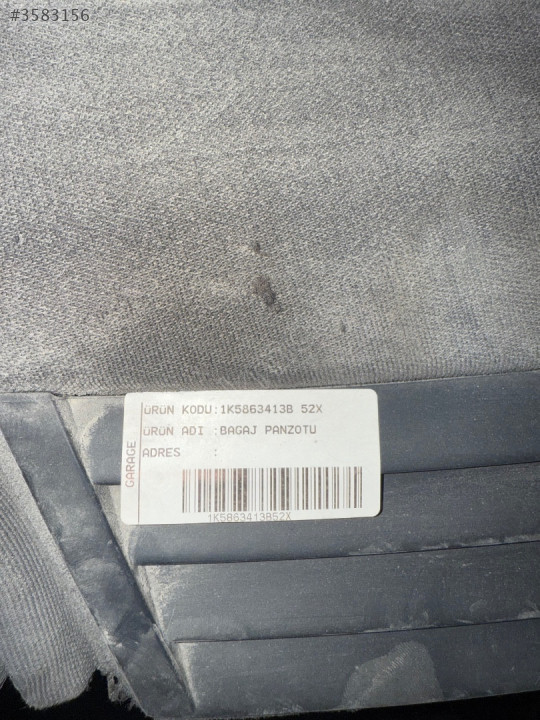 #3583156
GARAGE
ÜRÜN KODU:1K5863413B 52X
ÜRÜN ADI :BAGAJ PANZOTU
ADRES :
1K5863413B52X